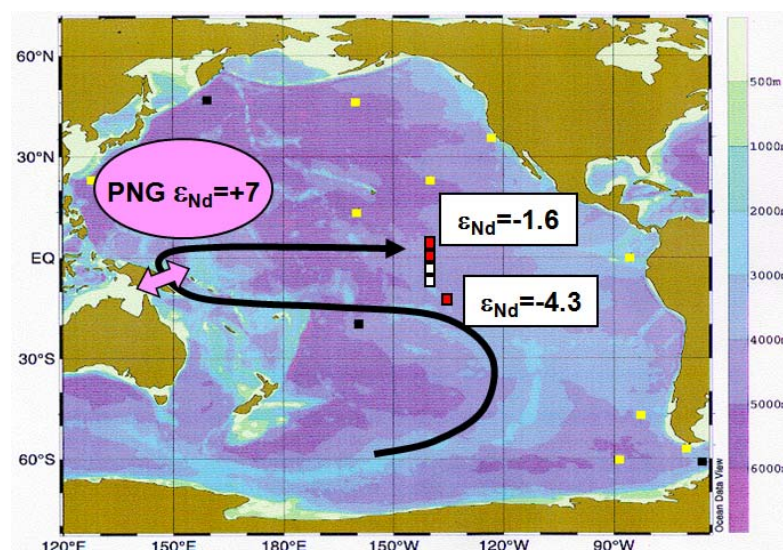 60°N
30°N
EQ
30°S
60°S
PNG εNd=+7
εNd=-1.6
εNd=-4.3
120°E
150°E
180°E
150°W
120°W
90°W
500m
1000m
2000m
3000m
4000m
5000m
6000m
Ocean Data View